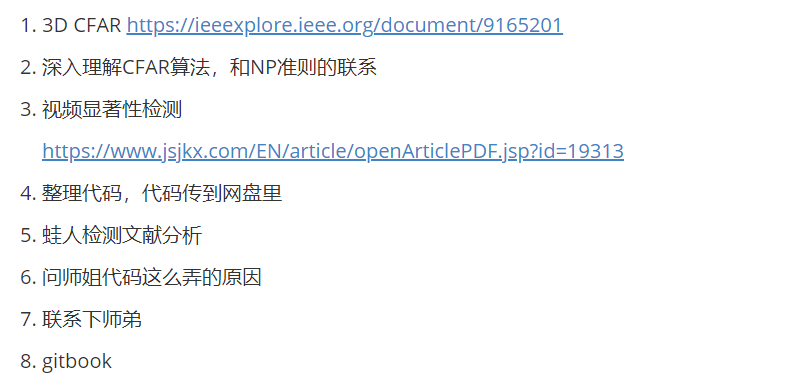 1. 3D CFAR https://ieeexplore.ieee.org/document/9165201
2. 深入理解CFAR算法，和NP准则的联系
3. 视频显著性检测
https://www.jsjkx.com/EN/article/openArticlePDF.jsp?id=19313
4. 整理代码，代码传到网盘里
5. 蛙人检测文献分析
6. 问师姐代码这么弄的原因
7. 联系下师弟
8. gitbook